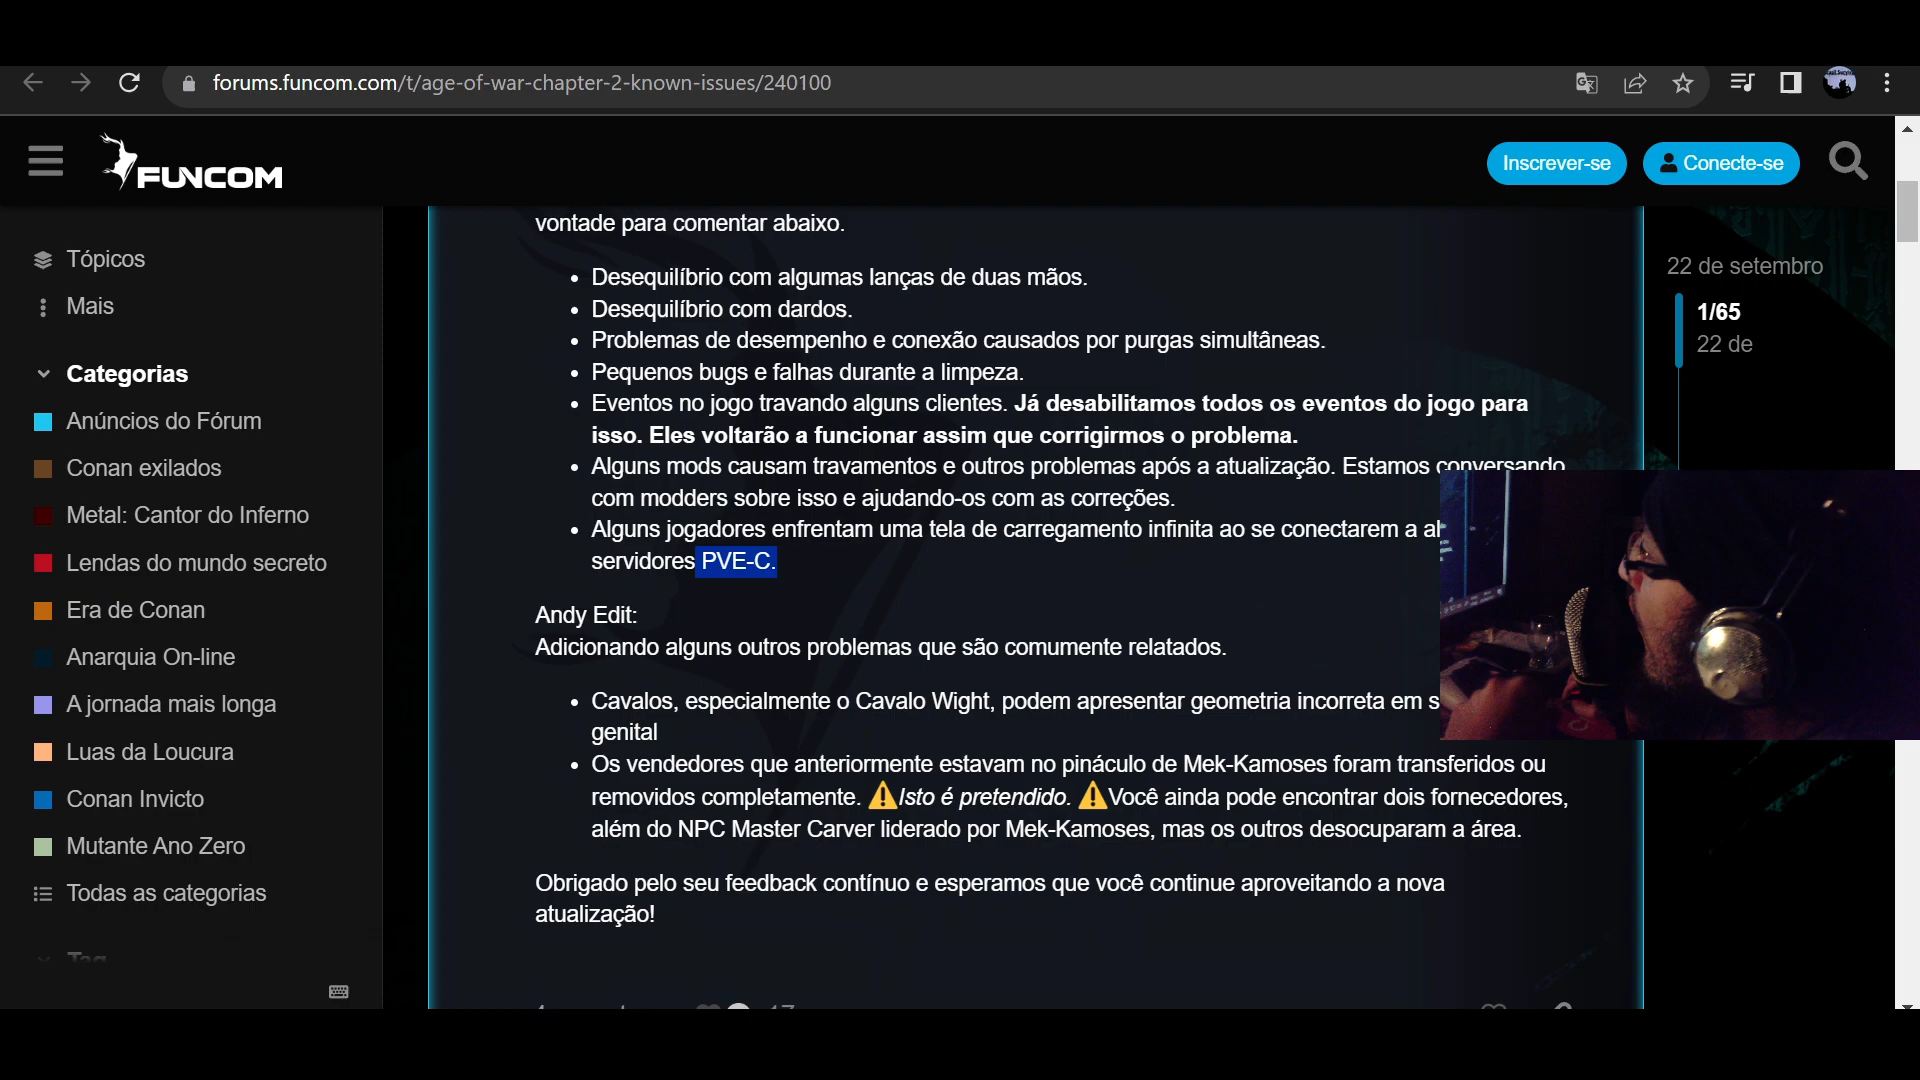 forums.funcom.com/t/age-of-war-chapter-2-known-issues/240100
FUNCOM
Inscrever-se
Conecte-se
Tópicos
Mais
Categorias
Anúncios do Fórum
Conan exilados
Metal: Cantor do Inferno
Lendas do mundo secreto
Era de Conan
Anarquia On-line
A jornada mais longa
Luas da Loucura
Conan Invicto
Mutante Ano Zero
Todas as categorias
Tag
vontade para comentar abaixo.
• Desequilíbrio com algumas lanças de duas mãos.
• Desequilíbrio com dardos.
• Problemas de desempenho e conexão causados por purgas simultâneas.
• Pequenos bugs e falhas durante a limpeza.
• Eventos no jogo travando alguns clientes. Já desabilitamos todos os eventos do jogo para
isso. Eles voltarão a funcionar assim que corrigirmos o problema.
• Alguns mods causam travamentos e outros problemas após a atualização. Estamos conversando
com modders sobre isso e ajudando-os com as correções.
• Alguns jogadores enfrentam uma tela de carregamento infinita ao se conectarem a
servidores PVE-C.
Andy Edit:
Adicionando alguns outros problemas que são comumente relatados.
• Cavalos, especialmente o Cavalo Wight, podem apresentar geometria incorreta em
genital
• Os vendedores que anteriormente estavam no pináculo de Mek-Kamoses foram transferidos ou
removidos completamente. ⚠Isto é pretendido. ⚠Você ainda pode encontrar dois fornecedores,
além do NPC Master Carver liderado por Mek-Kamoses, mas os outros desocuparam a área.
Obrigado pelo seu feedback contínuo e esperamos que você continue aproveitando a nova
atualização!
22 de setembro
1/65
22 de